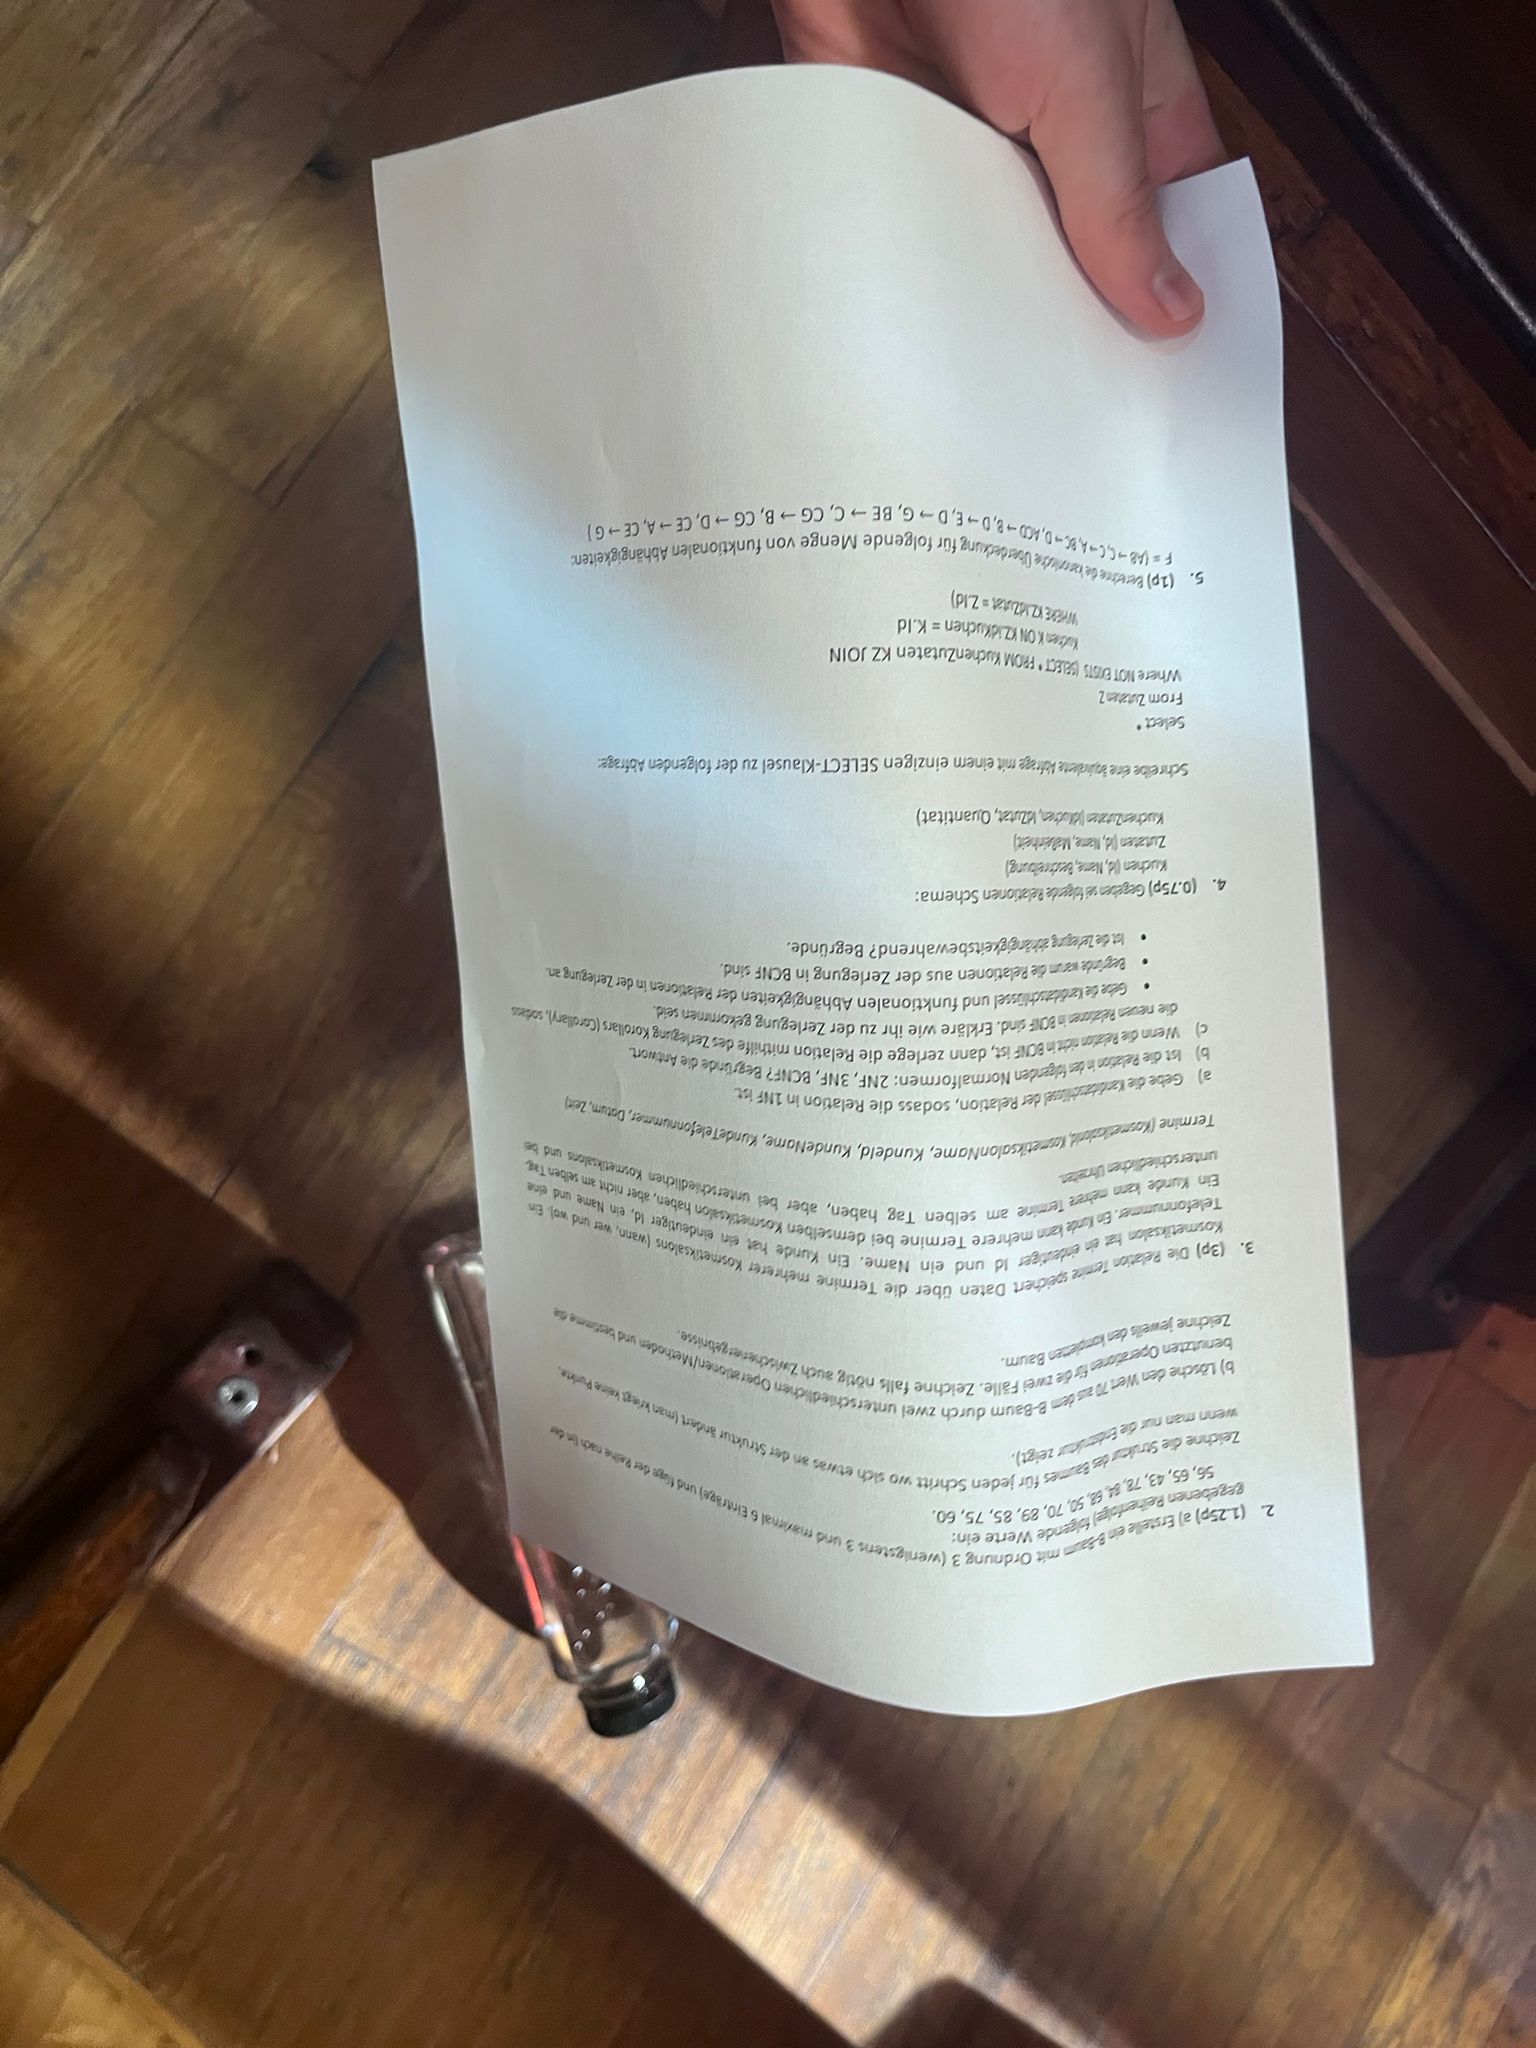 2. (1.25p) a) Erstelle ein B-Baum mit Ordnung 3 (wenigstens 3 und maximal 6 Einträge) und füge der Reihe nach (in der
gegebenen Reihenfolge) folgende Werte ein:
56, 65, 43, 78, 84, 68, 50, 70, 89, 85, 75, 60.
Zeichne die Struktur des Baumes für jeden Schritt wo sich etwas an der Struktur ändert (man kriegt keine Punkte,
wenn man nur die Endstruktur zeigt).
b) Lösche den Wert 70 aus dem B-Baum durch zwei unterschiedlichen Operationen/Methoden und bestimme die
benutzten Operationen für die zwei Fälle. Zeichne falls nötig auch Zwischenergebnisse.
Zeichne jeweils den kompletten Baum.
3. (3p) Die Relation Termine speichert Daten über die Termine mehrerer Kosmetiksalons (wann, wer und wo). Ein
Kosmetiksalon hat ein eindeutiger Id und ein Name. Ein Kunde hat ein eindeutiger Id, ein Name und eine
Telefonnummer. Ein Kunde kann mehrere Termine bei demselben Kosmetiksalon haben, aber nicht am selben Tag.
Ein Kunde kann mehrere Termine am selben Tag haben, aber bei unterschiedlichen Kosmetiksalons und bei
unterschiedlichen Uhrzeiten.
Termine (KosmetiksalonId, KosmetiksalonName, KundeId, KundeName, KundeTelefonnummer, Datum, Zeit)
a) Gebe die Kandidatschlüssel der Relation, sodass die Relation in 1NF ist.
b) Ist die Relation in den folgenden Normalformen: 2NF, 3NF, BCNF? Begründe die Antwort.
c) Wenn die Relation nicht in BCNF ist, dann zerlege die Relation mithilfe des Zerlegung Korollars (Corollary), sodass
die neuen Relationen in BCNF sind. Erkläre wie ihr zu der Zerlegung gekommen seid.
• Gebe die Kandidatschlüssel und funktionalen Abhängigkeiten der Relationen in der Zerlegung an.
• Begründe warum die Relationen aus der Zerlegung in BCNF sind.
• Ist die Zerlegung abhängigkeitsbewahrend? Begründe.
4. (0.75p) Gegeben sei folgende Relationen Schema:
Kuchen (Id, Name, Beschreibung)
Zutaten (Id, Name, Maßeinheit)
KuchenZutaten (IdKuchen, IdZutat, Quantitat)
Schreibe eine äquivalente Abfrage mit einem einzigen SELECT-Klausel zu der folgenden Abfrage:
Select *
From Zutaten Z
Where NOT EXISTS (SELECT * FROM KuchenZutaten KZ JOIN
Kuchen K ON KZ.idKuchen = K.Id
WHERE KZ.IdZutat = Z.Id)
5. (1p) Berechne die kanonische Überdeckung für folgende Menge von funktionalen Abhängigkeiten:
F = {AB → C, C → A, BC → D, ACD → B, D → E, D → G, BE → C, CG → B, CG → D, CE → A, CE → G }